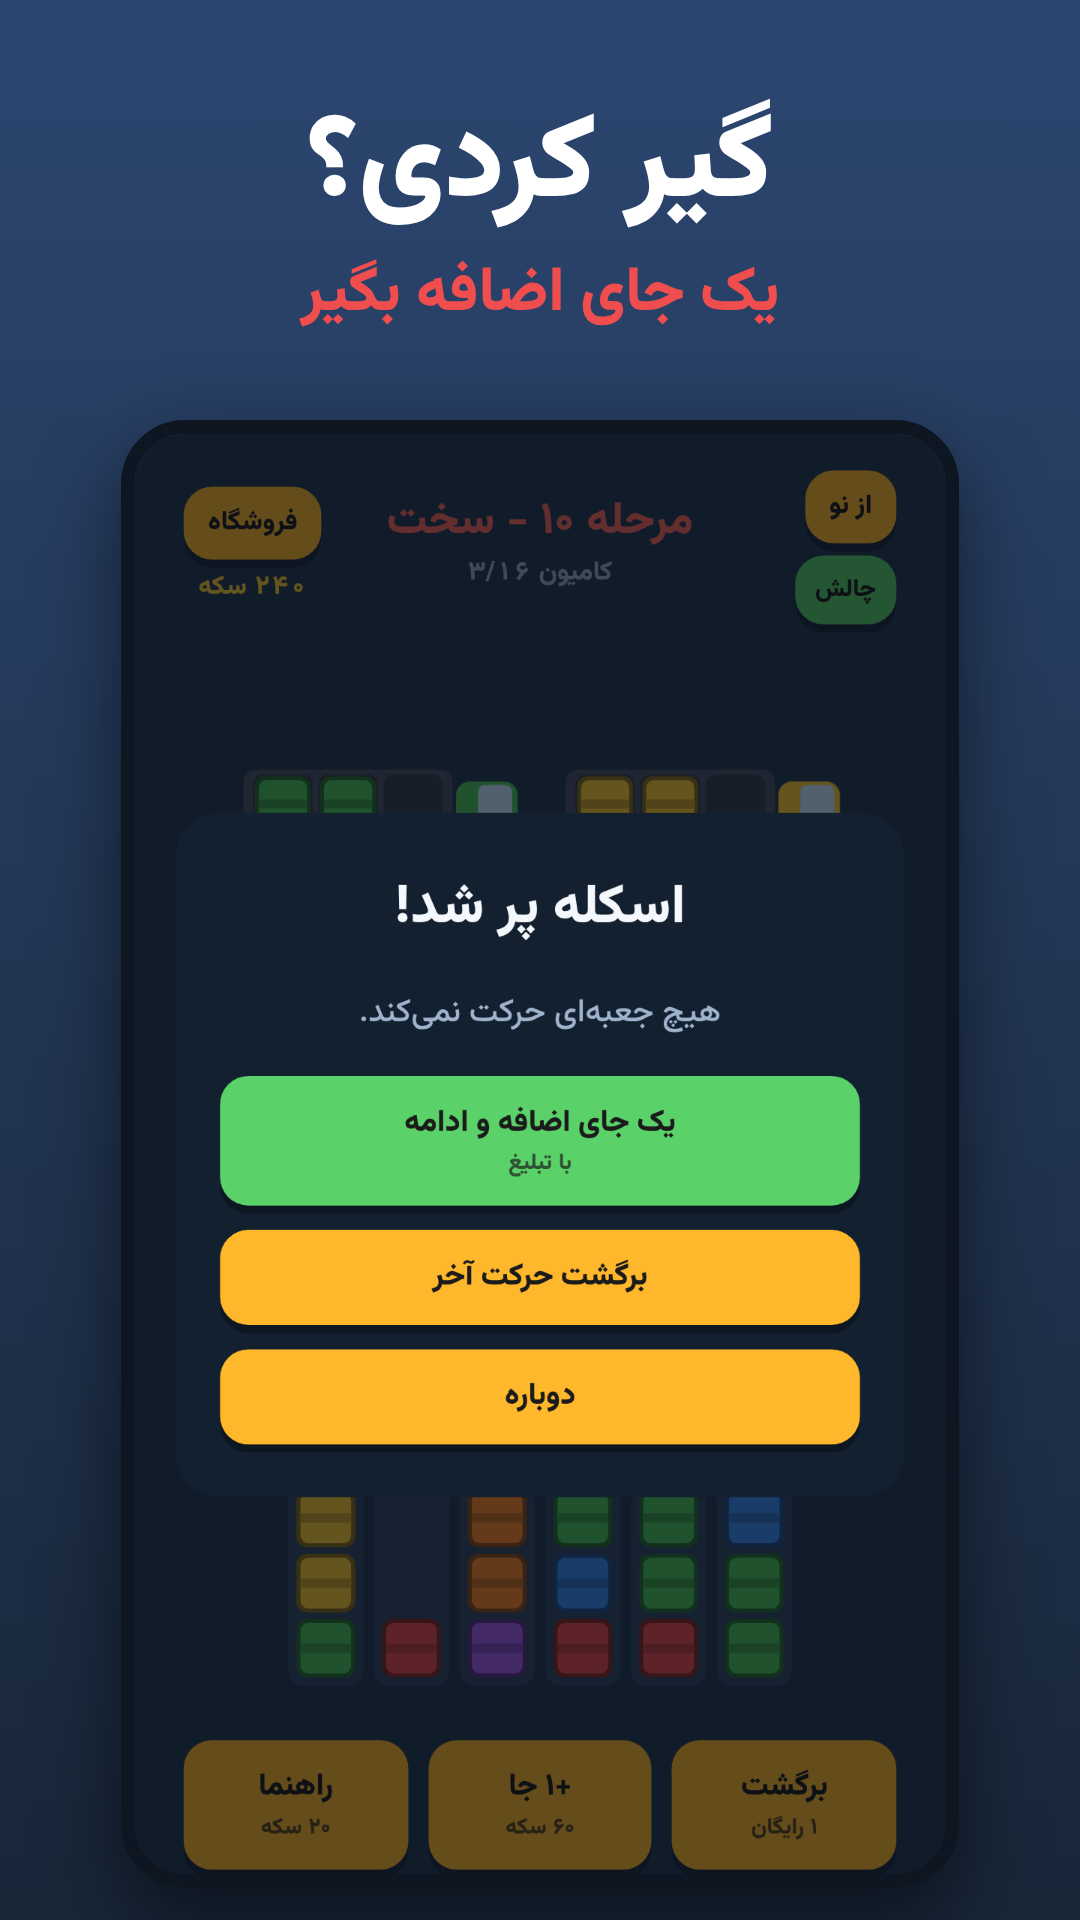 گیر کردی؟
یک جای اضافه بگیر
از نو
مرحله ۱۰ - سخت
فروشگاه
کامیون ۳/۱۶
۲۴۰ سکه
چالش
اسکله پر شد!
هیچ جعبه‌ای حرکت نمی‌کند.
یک جای اضافه و ادامه
با تبلیغ
برگشت حرکت آخر
دوباره
برگشت
۱ رایگان
+۱ جا
۶۰ سکه
راهنما
۲۰ سکه